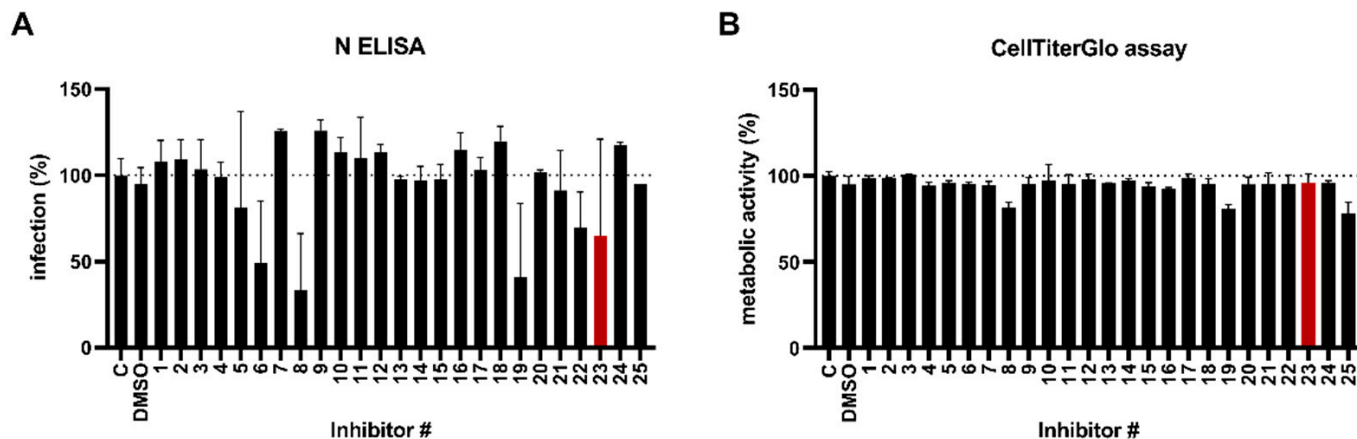 A
N ELISA
infection (%)
150
100
50
0
C DMSO 1 2 3 4 5 6 7 8 9 10 11 12 13 14 15 16 17 18 19 20 21 22 23 24 25
Inhibitor #
B
CellTiterGlo assay
metabolic activity (%)
150
100
50
0
C DMSO 1 2 3 4 5 6 7 8 9 10 11 12 13 14 15 16 17 18 19 20 21 22 23 24 25
Inhibitor #